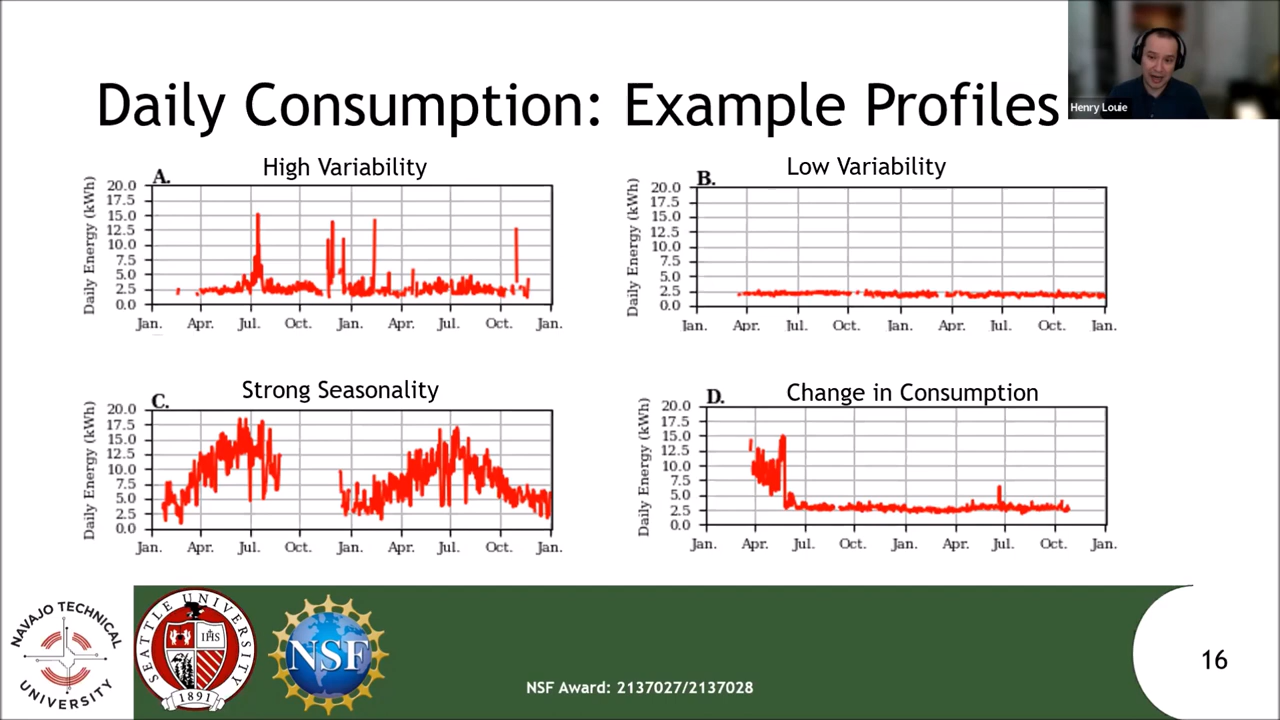 Henry Louie
Daily Consumption: Example Profiles
A.
High Variability
Daily Energy (kWh)
20.0
17.5
15.0
12.5
10.0
7.5
5.0
2.5
0.0
Jan. Apr. Jul. Oct. Jan. Apr. Jul. Oct. Jan.
B.
Low Variability
Daily Energy (kWh)
20.0
17.5
15.0
12.5
10.0
7.5
5.0
2.5
0.0
Jan. Apr. Jul. Oct. Jan. Apr. Jul. Oct. Jan.
C.
Strong Seasonality
Daily Energy (kWh)
20.0
17.5
15.0
12.5
10.0
7.5
5.0
2.5
0.0
Jan. Apr. Jul. Oct. Jan. Apr. Jul. Oct. Jan.
D.
Change in Consumption
Daily Energy (kWh)
20.0
17.5
15.0
12.5
10.0
7.5
5.0
2.5
0.0
Jan. Apr. Jul. Oct. Jan. Apr. Jul. Oct. Jan.
NAVAJO TECHNICAL
UNIVERSITY
SEATTLE UNIVERSITY
IHS
1891
NSF
NSF Award: 2137027/2137028
16